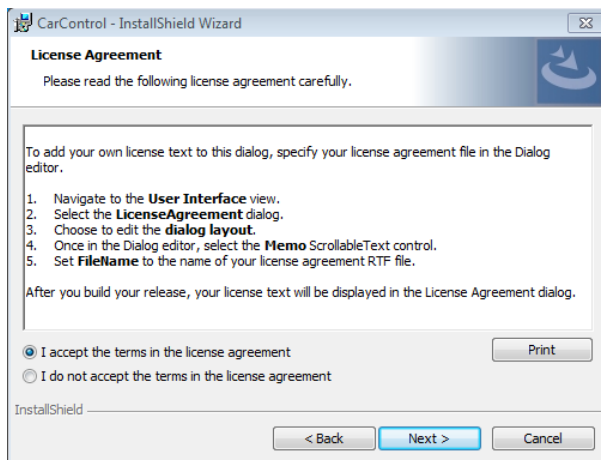 CarControl - InstallShield Wizard
License Agreement
Please read the following license agreement carefully.
To add your own license text to this dialog, specify your license agreement file in the Dialog
editor.
1. Navigate to the User Interface view.
2. Select the LicenseAgreement dialog.
3. Choose to edit the dialog layout.
4. Once in the Dialog editor, select the Memo ScrollableText control.
5. Set FileName to the name of your license agreement RTF file.
After you build your release, your license text will be displayed in the License Agreement dialog.
I accept the terms in the license agreement
Print
I do not accept the terms in the license agreement
InstallShield
< Back
Next >
Cancel